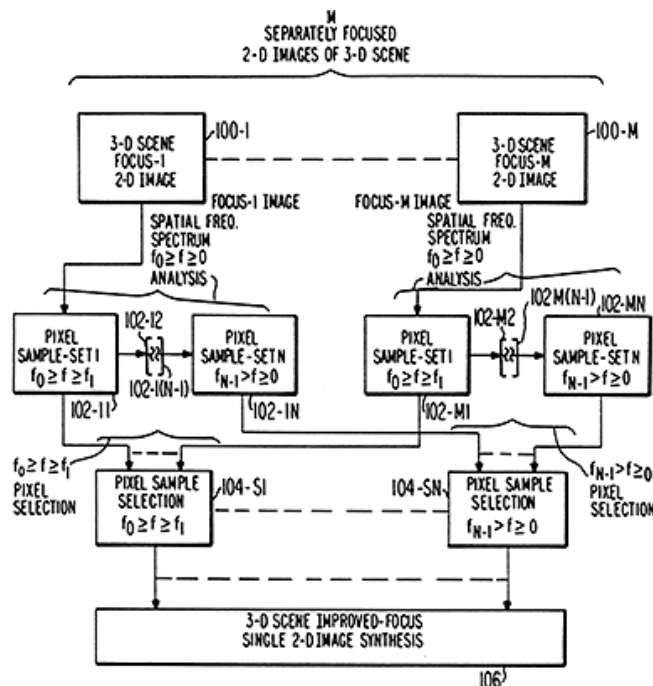 M
SEPARATELY FOCUSED
2-D IMAGES OF 3-D SCENE
3-D SCENE
FOCUS-1
2-D IMAGE
100-1
3-D SCENE
FOCUS-M
2-D IMAGE
100-M
FOCUS-1 IMAGE
SPATIAL FREQ.
SPECTRUM
f0 ≥ f ≥ 0
ANALYSIS
FOCUS-M IMAGE
SPATIAL FREQ.
SPECTRUM
f0 ≥ f ≥ 0
ANALYSIS
PIXEL
SAMPLE-SET 1
f0 ≥ f ≥ f1
102-11
102-12
102-1(N-1)
PIXEL
SAMPLE-SET N
fN-1 > f ≥ 0
102-1N
PIXEL
SAMPLE-SET 1
f0 ≥ f ≥ f1
102-M1
102-M2
102M(N-1)
PIXEL
SAMPLE-SET N
fN-1 > f ≥ 0
102-MN
f0 ≥ f ≥ f1
PIXEL
SELECTION
PIXEL SAMPLE
SELECTION
f0 ≥ f ≥ f1
104-S1
PIXEL SAMPLE
SELECTION
fN-1 > f ≥ 0
104-SN
fN-1 > f ≥ 0
PIXEL
SELECTION
3-D SCENE IMPROVED-FOCUS
SINGLE 2-D IMAGE SYNTHESIS
106